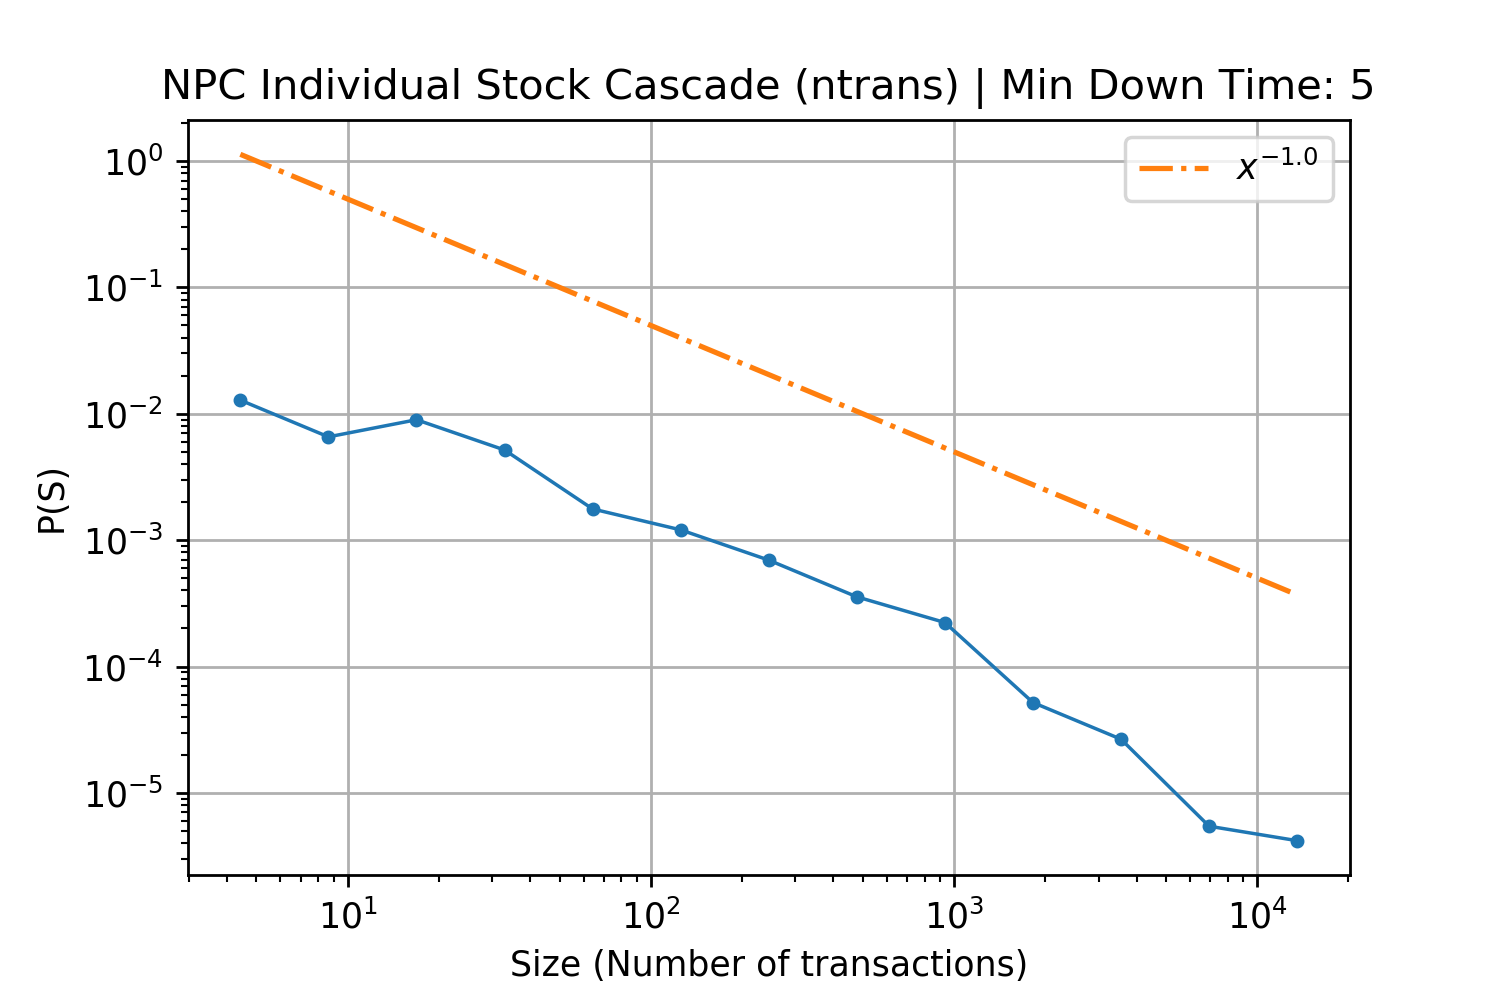 NPC Individual Stock Cascade (ntrans) | Min Down Time: 5
x^{-1.0}
10^0
10^{-1}
10^{-2}
10^{-3}
10^{-4}
10^{-5}
P(S)
10^1 10^2 10^3 10^4
Size (Number of transactions)